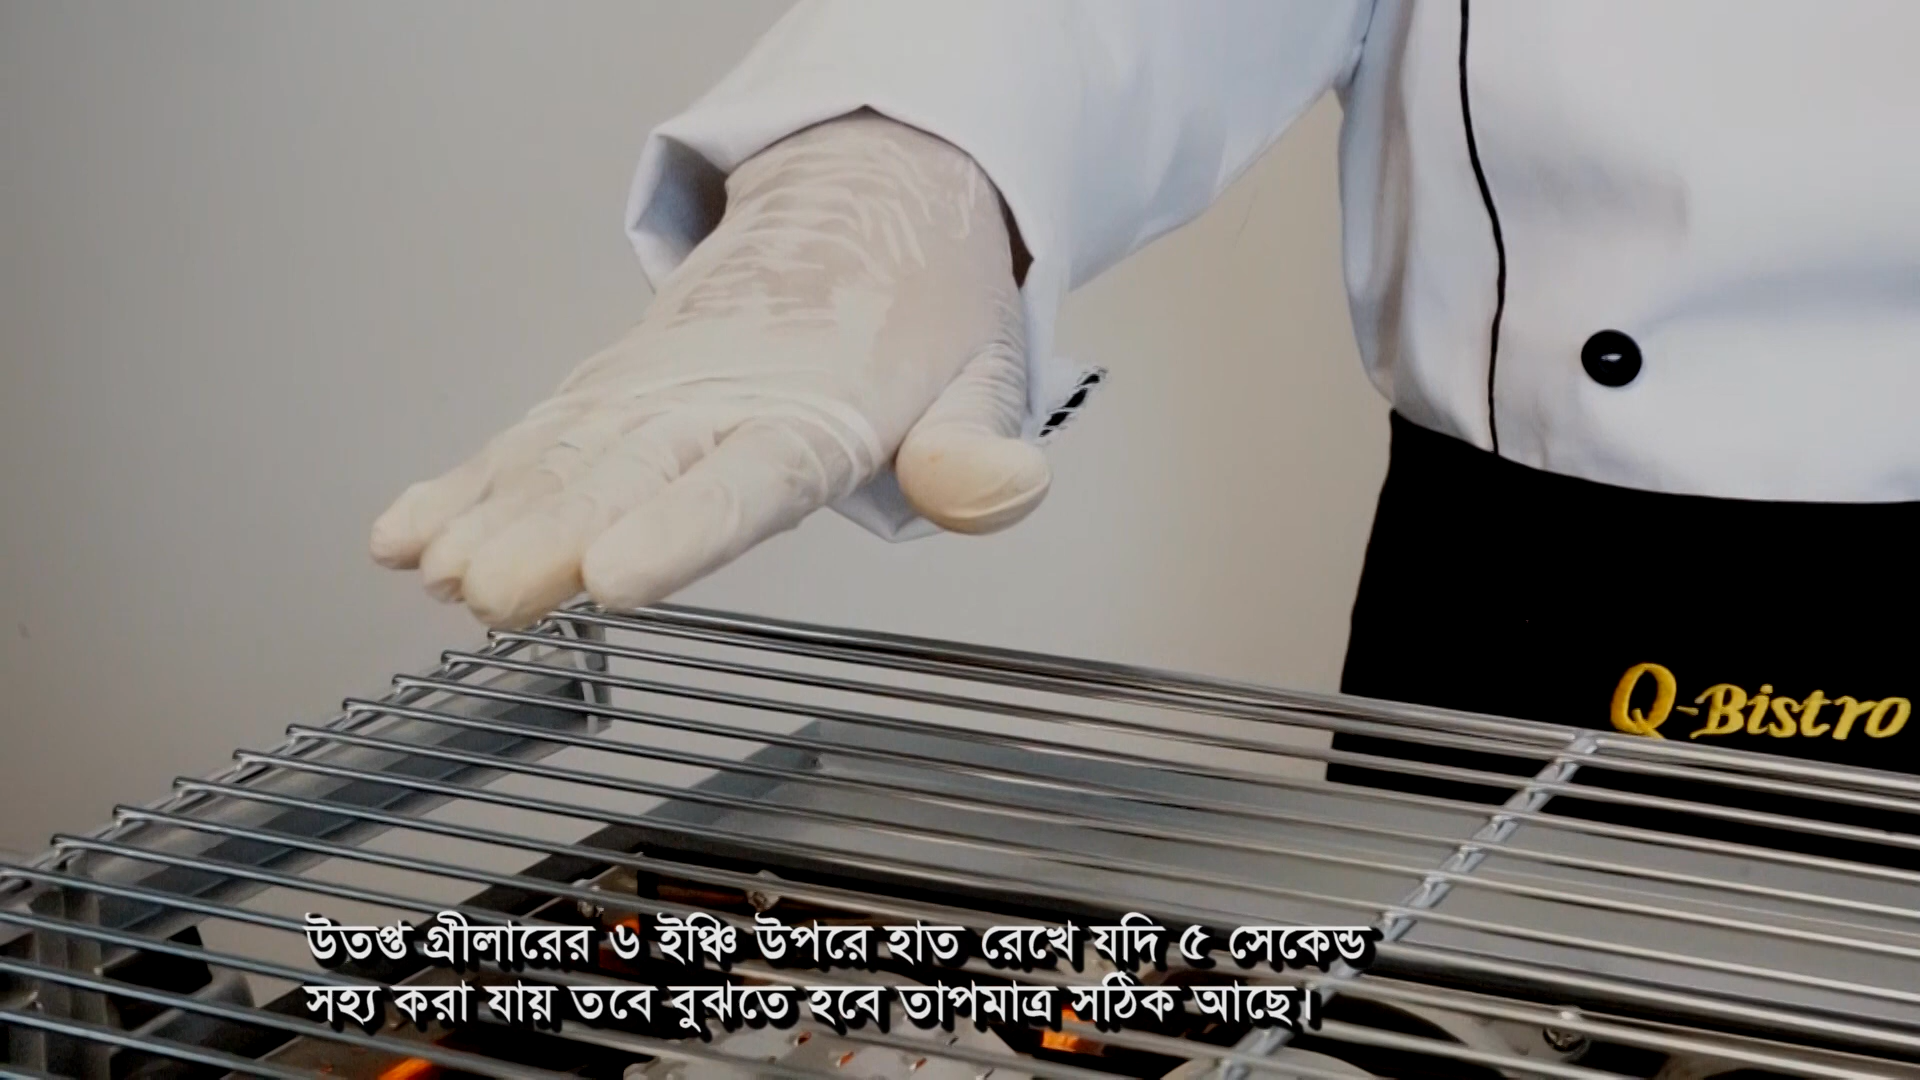 Q-Bistro
উতপ্ত গ্রীলারের ৬ ইঞ্চি উপরে হাত রেখে যদি ৫ সেকেন্ড
সহ্য করা যায় তবে বুঝতে হবে তাপমাত্র সঠিক আছে।